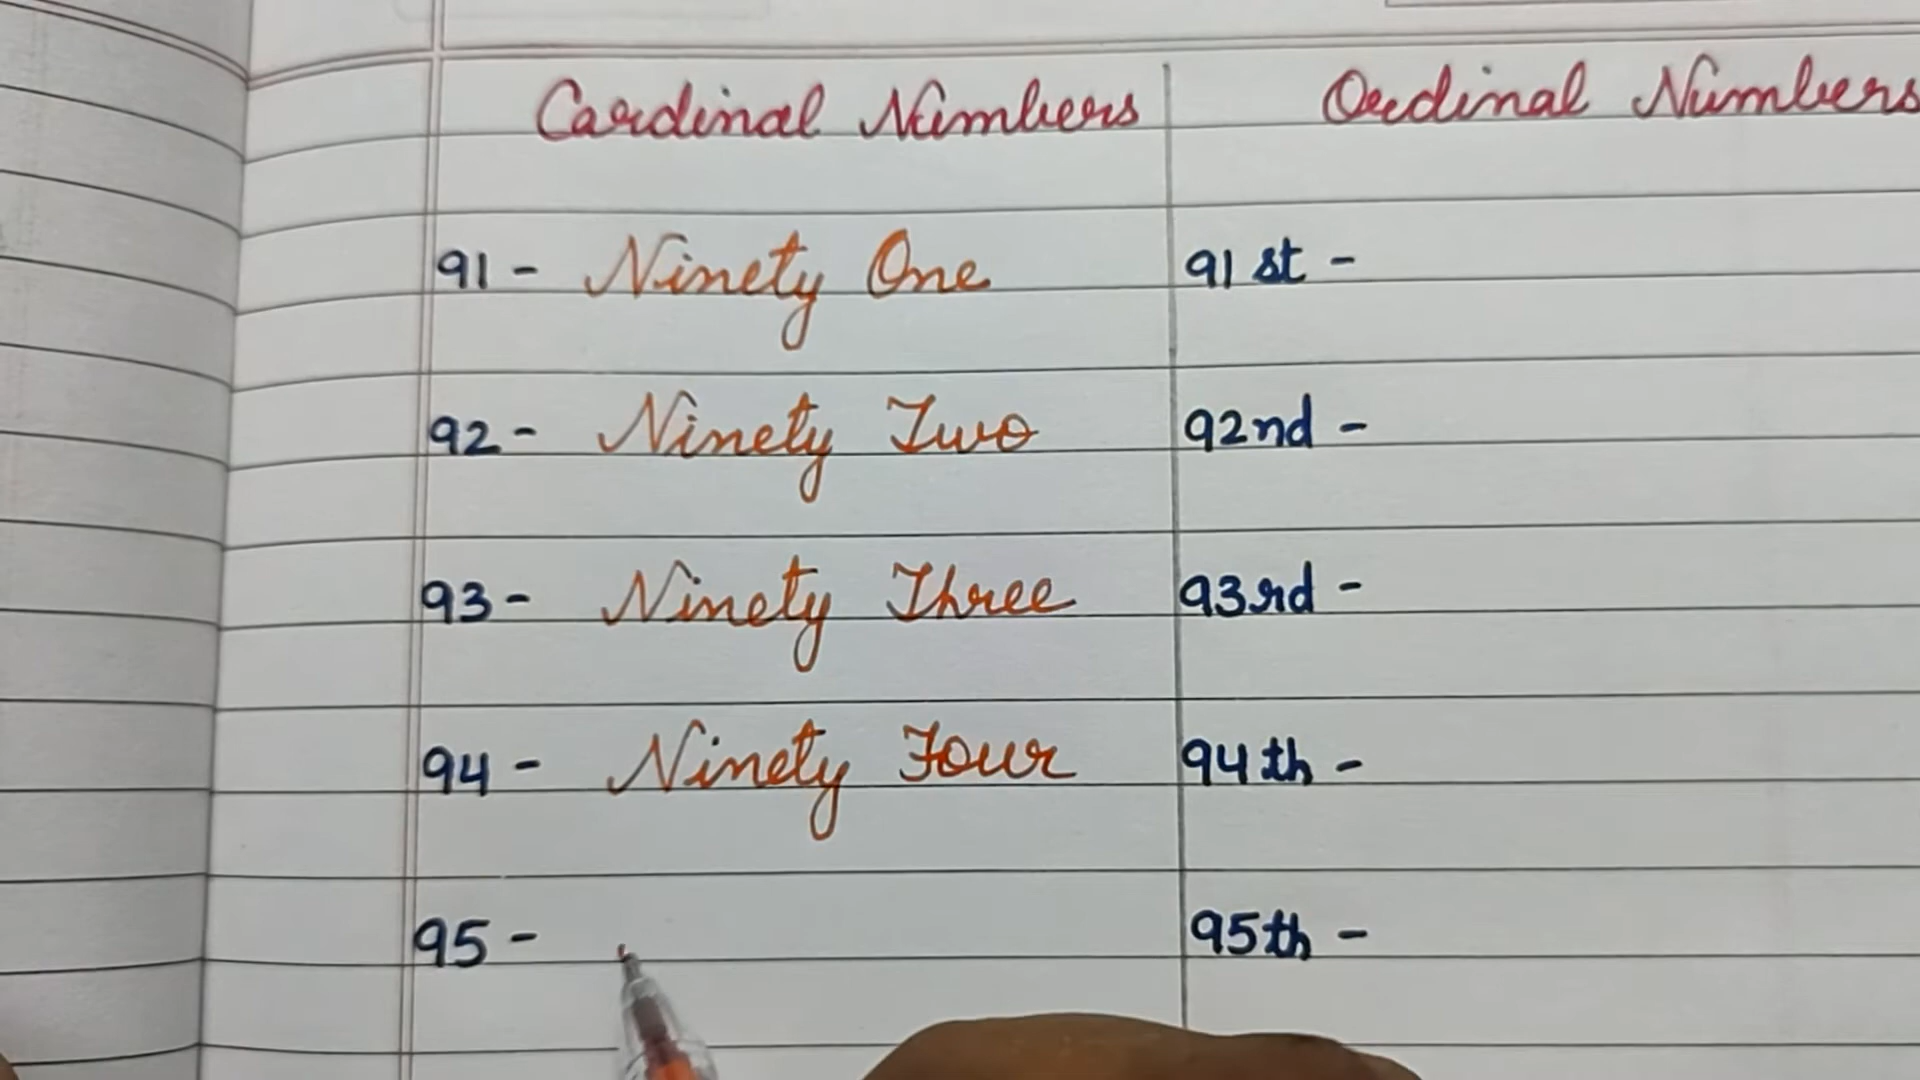 Cardinal Numbers Ordinal Numbers
91 - Ninety One 91st -
92 - Ninety Two 92nd -
93 - Ninety Three 93rd -
94 - Ninety Four 94th -
95 - 95th -